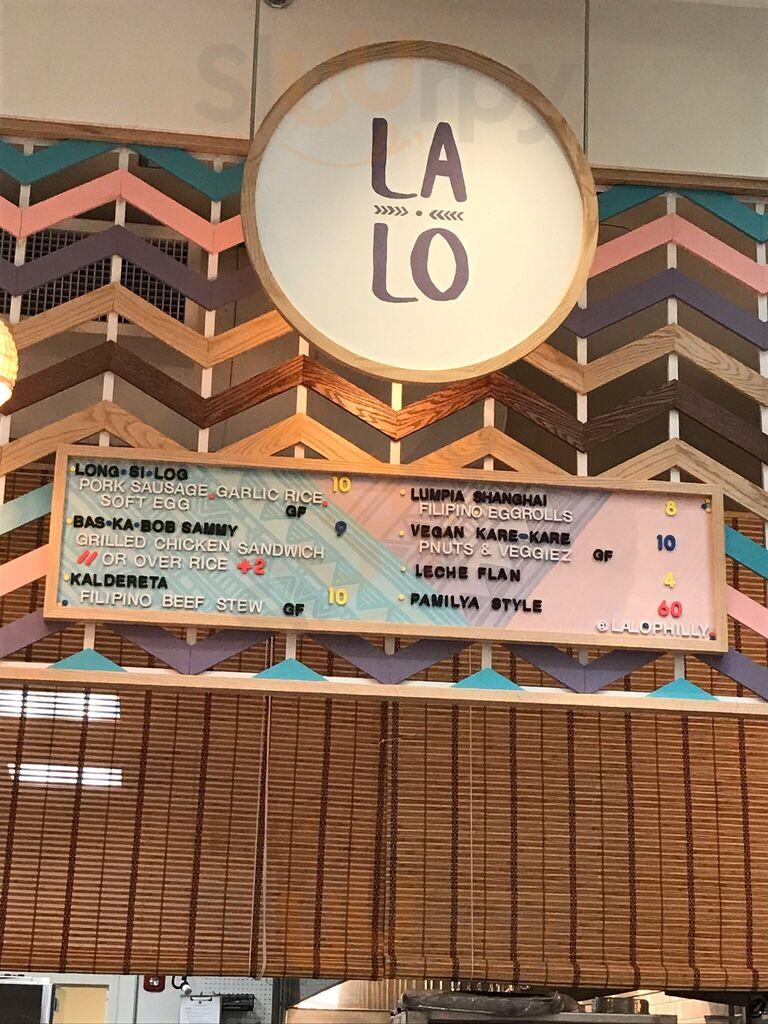 Slurrpy
LA
LO
LONG•SI•LOG 10
PORK SAUSAGE, GARLIC RICE,
SOFT EGG GF
BAS•KA•BOB SAMMY 9
GRILLED CHICKEN SANDWICH
// OR OVER RICE +2
KALDERETA
FILIPINO BEEF STEW GF 10
LUMPIA SHANGHAI
FILIPINO EGGROLLS 8
VEGAN KARE-KARE 10
PNUTS & VEGGIEZ GF
LECHE FLAN 4
PAMILYA STYLE 60
@LALOPHILLY